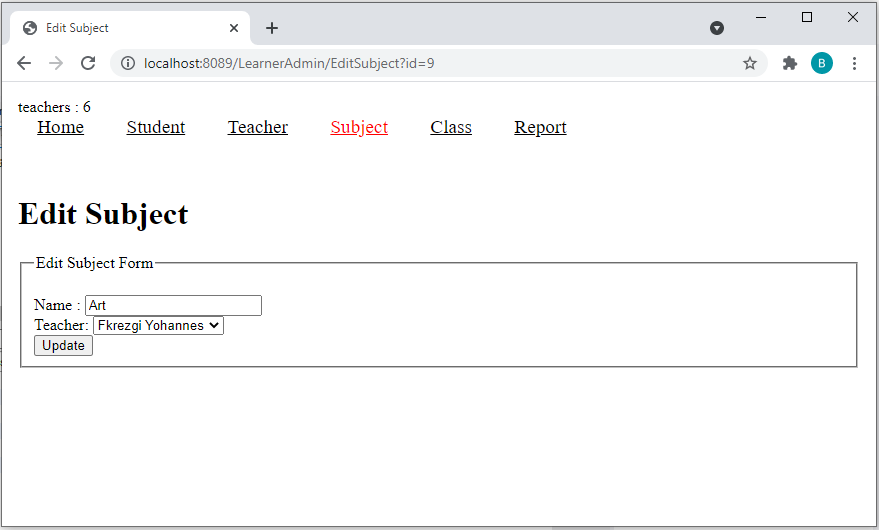 Edit Subject
localhost:8089/LearnerAdmin/EditSubject?id=9
B
teachers : 6
Home Student Teacher Subject Class Report
Edit Subject
Edit Subject Form
Name : Art
Teacher: Fkrezgi Yohannes
Update